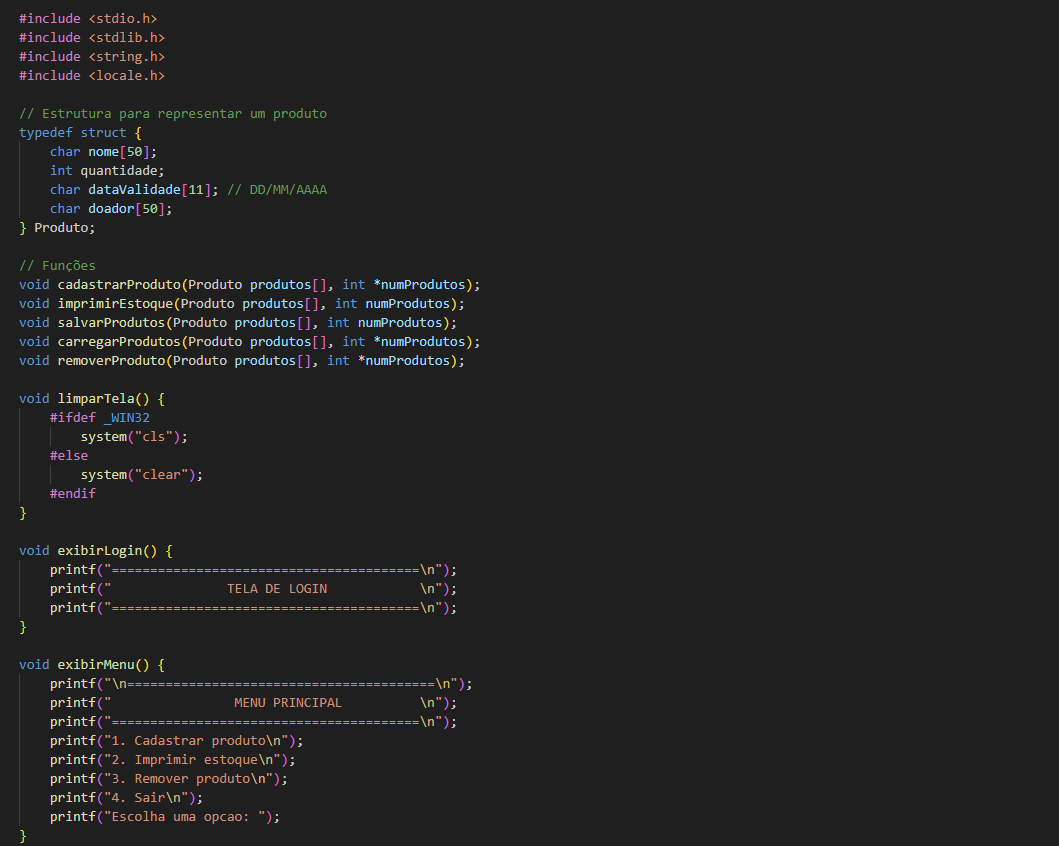 #include <stdio.h>
#include <stdlib.h>
#include <string.h>
#include <locale.h>

// Estrutura para representar um produto
typedef struct {
    char nome[50];
    int quantidade;
    char dataValidade[11]; // DD/MM/AAAA
    char doador[50];
} Produto;

// Funções
void cadastrarProduto(Produto produtos[], int *numProdutos);
void imprimirEstoque(Produto produtos[], int numProdutos);
void salvarProdutos(Produto produtos[], int numProdutos);
void carregarProdutos(Produto produtos[], int *numProdutos);
void removerProduto(Produto produtos[], int *numProdutos);

void limparTela() {
    #ifdef _WIN32
        system("cls");
    #else
        system("clear");
    #endif
}

void exibirLogin() {
    printf("========================================\n");
    printf("               TELA DE LOGIN            \n");
    printf("========================================\n");
}

void exibirMenu() {
    printf("\n========================================\n");
    printf("                MENU PRINCIPAL          \n");
    printf("========================================\n");
    printf("1. Cadastrar produto\n");
    printf("2. Imprimir estoque\n");
    printf("3. Remover produto\n");
    printf("4. Sair\n");
    printf("Escolha uma opcao: ");
}